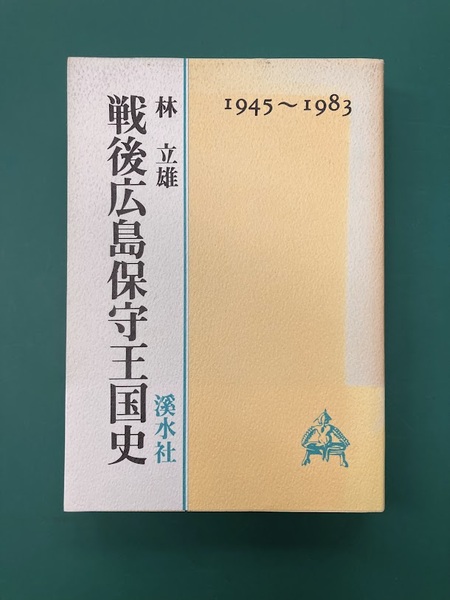 1945〜1983
林 立雄
戦後広島保守王国史
溪水社